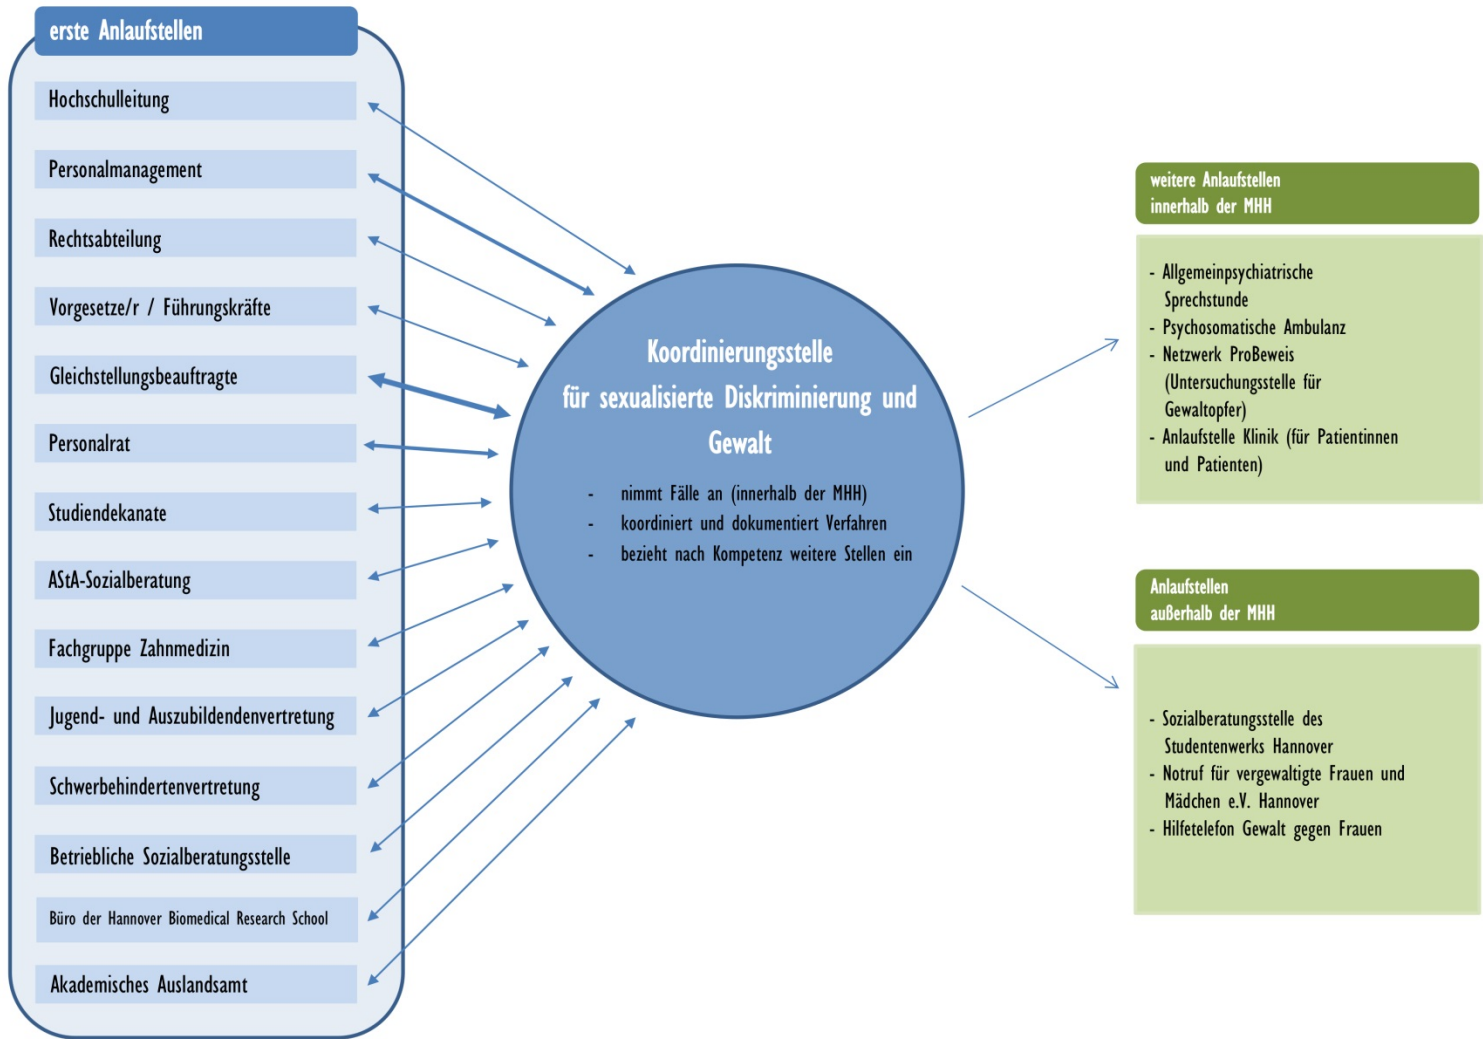 erste Anlaufstellen
Hochschulleitung
Personalmanagement
Rechtsabteilung
Vorgesetze/r / Führungskräfte
Gleichstellungsbeauftragte
Personalrat
Studiendekanate
AStA-Sozialberatung
Fachgruppe Zahnmedizin
Jugend- und Auszubildendenvertretung
Schwerbehindertenvertretung
Betriebliche Sozialberatungsstelle
Büro der Hannover Biomedical Research School
Akademisches Auslandsamt
Koordinierungsstelle
für sexualisierte Diskriminierung und
Gewalt
- nimmt Fälle an (innerhalb der MHH)
- koordiniert und dokumentiert Verfahren
- bezieht nach Kompetenz weitere Stellen ein
weitere Anlaufstellen
innerhalb der MHH
- Allgemeinpsychiatrische
Sprechstunde
- Psychosomatische Ambulanz
- Netzwerk ProBeweis
(Untersuchungsstelle für
Gewaltopfer)
- Anlaufstelle Klinik (für Patientinnen
und Patienten)
Anlaufstellen
außerhalb der MHH
- Sozialberatungsstelle des
Studentenwerks Hannover
- Notruf für vergewaltigte Frauen und
Mädchen e.V. Hannover
- Hilfetelefon Gewalt gegen Frauen